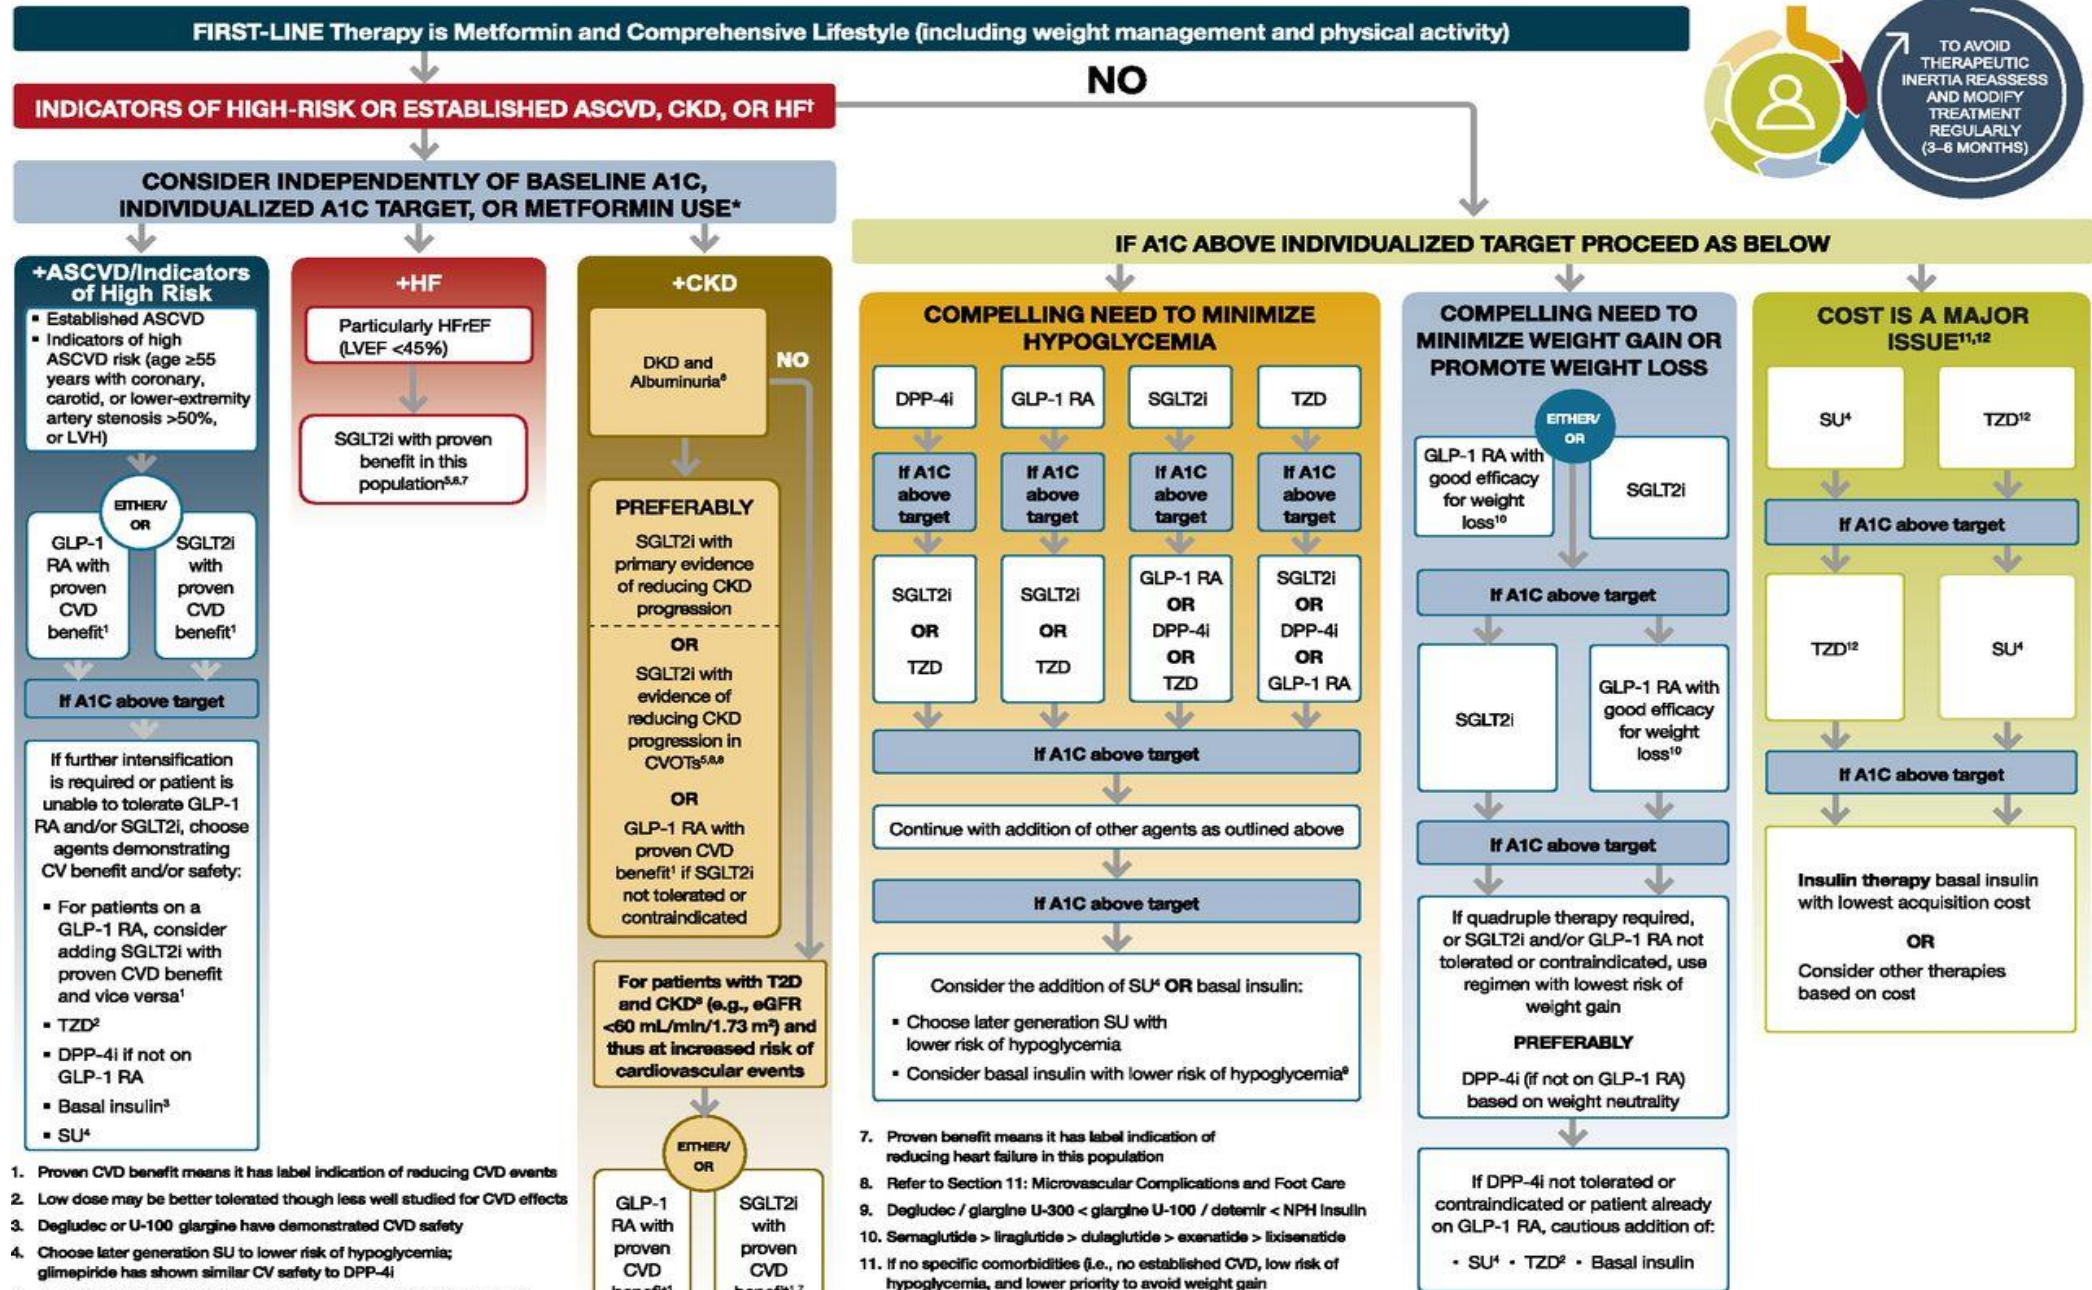 FIRST-LINE Therapy is Metformin and Comprehensive Lifestyle (including weight management and physical activity)
TO AVOID
THERAPEUTIC
INERTIA REASSESS
AND MODIFY
TREATMENT
REGULARLY
(3–6 MONTHS)
INDICATORS OF HIGH-RISK OR ESTABLISHED ASCVD, CKD, OR HF†
NO
CONSIDER INDEPENDENTLY OF BASELINE A1C,
INDIVIDUALIZED A1C TARGET, OR METFORMIN USE*
+ASCVD/Indicators
of High Risk
▪ Established ASCVD
▪ Indicators of high
ASCVD risk (age ≥55
years with coronary,
carotid, or lower-extremity
artery stenosis >50%,
or LVH)
EITHER/
OR
GLP-1
RA with
proven
CVD
benefit¹
SGLT2i
with
proven
CVD
benefit¹
If A1C above target
If further intensification
is required or patient is
unable to tolerate GLP-1
RA and/or SGLT2i, choose
agents demonstrating
CV benefit and/or safety:
▪ For patients on a
GLP-1 RA, consider
adding SGLT2i with
proven CVD benefit
and vice versa¹
▪ TZD²
▪ DPP-4i if not on
GLP-1 RA
▪ Basal insulin³
▪ SU⁴
+HF
Particularly HFrEF
(LVEF <45%)
SGLT2i with proven
benefit in this
population⁵,⁶,⁷
+CKD
DKD and
Albuminuria⁸
NO
PREFERABLY
SGLT2i with
primary evidence
of reducing CKD
progression
OR
SGLT2i with
evidence of
reducing CKD
progression in
CVOTs⁵,⁶,⁸
OR
GLP-1 RA with
proven CVD
benefit¹ if SGLT2i
not tolerated or
contraindicated
For patients with T2D
and CKD⁸ (e.g., eGFR
<60 mL/min/1.73 m²) and
thus at increased risk of
cardiovascular events
EITHER/
OR
GLP-1
RA with
proven
CVD
benefit¹
SGLT2i
with
proven
CVD
benefit¹,⁷
IF A1C ABOVE INDIVIDUALIZED TARGET PROCEED AS BELOW
COMPELLING NEED TO MINIMIZE
HYPOGLYCEMIA
DPP-4i
GLP-1 RA
SGLT2i
TZD
If A1C
above
target
If A1C
above
target
If A1C
above
target
If A1C
above
target
SGLT2i
OR
TZD
SGLT2i
OR
TZD
GLP-1 RA
OR
DPP-4i
OR
TZD
SGLT2i
OR
DPP-4i
OR
GLP-1 RA
If A1C above target
Continue with addition of other agents as outlined above
If A1C above target
Consider the addition of SU⁴ OR basal insulin:
▪ Choose later generation SU with
lower risk of hypoglycemia
▪ Consider basal insulin with lower risk of hypoglycemia⁹
COMPELLING NEED TO
MINIMIZE WEIGHT GAIN OR
PROMOTE WEIGHT LOSS
EITHER/
OR
GLP-1 RA with
good efficacy
for weight
loss¹⁰
SGLT2i
If A1C above target
SGLT2i
GLP-1 RA with
good efficacy
for weight
loss¹⁰
If A1C above target
If quadruple therapy required,
or SGLT2i and/or GLP-1 RA not
tolerated or contraindicated, use
regimen with lowest risk of
weight gain
PREFERABLY
DPP-4i (if not on GLP-1 RA)
based on weight neutrality
If DPP-4i not tolerated or
contraindicated or patient already
on GLP-1 RA, cautious addition of:
• SU⁴ • TZD² • Basal insulin
COST IS A MAJOR
ISSUE¹¹,¹²
SU⁴
TZD¹²
If A1C above target
TZD¹²
SU⁴
If A1C above target
Insulin therapy basal insulin
with lowest acquisition cost
OR
Consider other therapies
based on cost
1. Proven CVD benefit means it has label indication of reducing CVD events
2. Low dose may be better tolerated though less well studied for CVD effects
3. Degludec or U-100 glargine have demonstrated CVD safety
4. Choose later generation SU to lower risk of hypoglycemia;
glimepiride has shown similar CV safety to DPP-4i
7. Proven benefit means it has label indication of
reducing heart failure in this population
8. Refer to Section 11: Microvascular Complications and Foot Care
9. Degludec / glargine U-300 < glargine U-100 / detemir < NPH insulin
10. Semaglutide > liraglutide > dulaglutide > exenatide > lixisenatide
11. If no specific comorbidities (i.e., no established CVD, low risk of
hypoglycemia, and lower priority to avoid weight gain